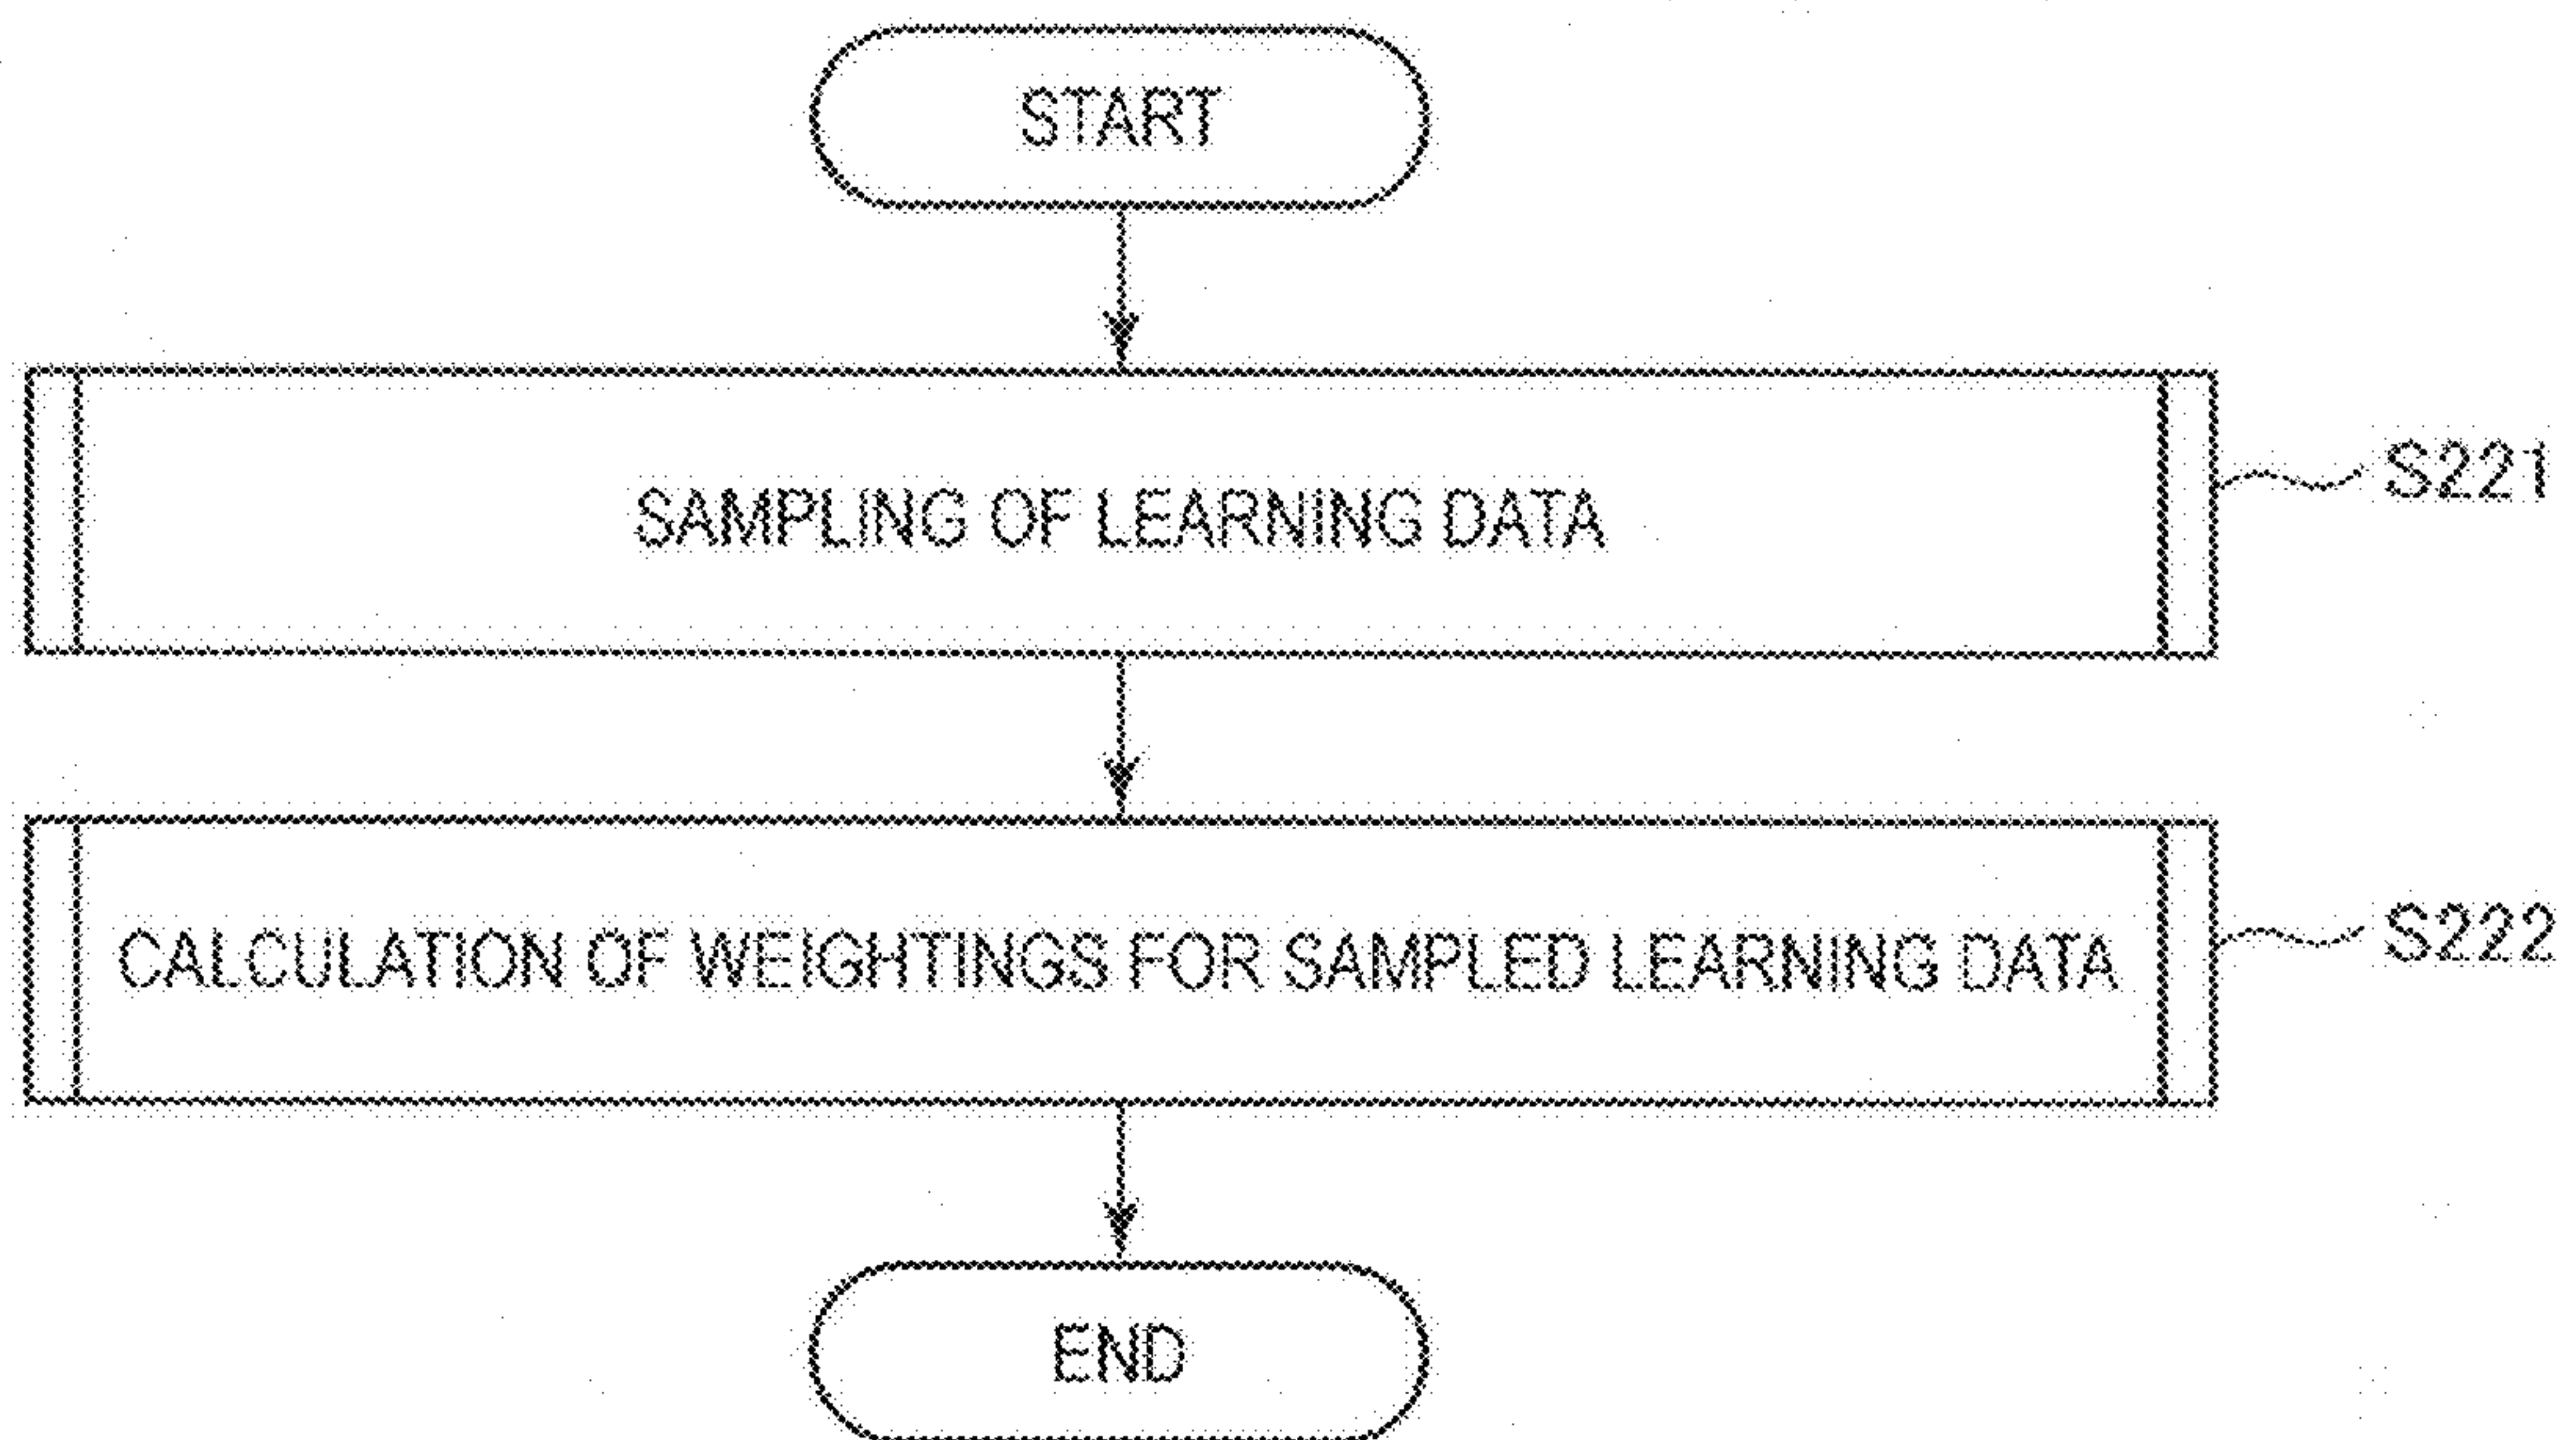 START
SAMPLING OF LEARNING DATA
S221
CALCULATION OF WEIGHTINGS FOR SAMPLED LEARNING DATA
S222
END